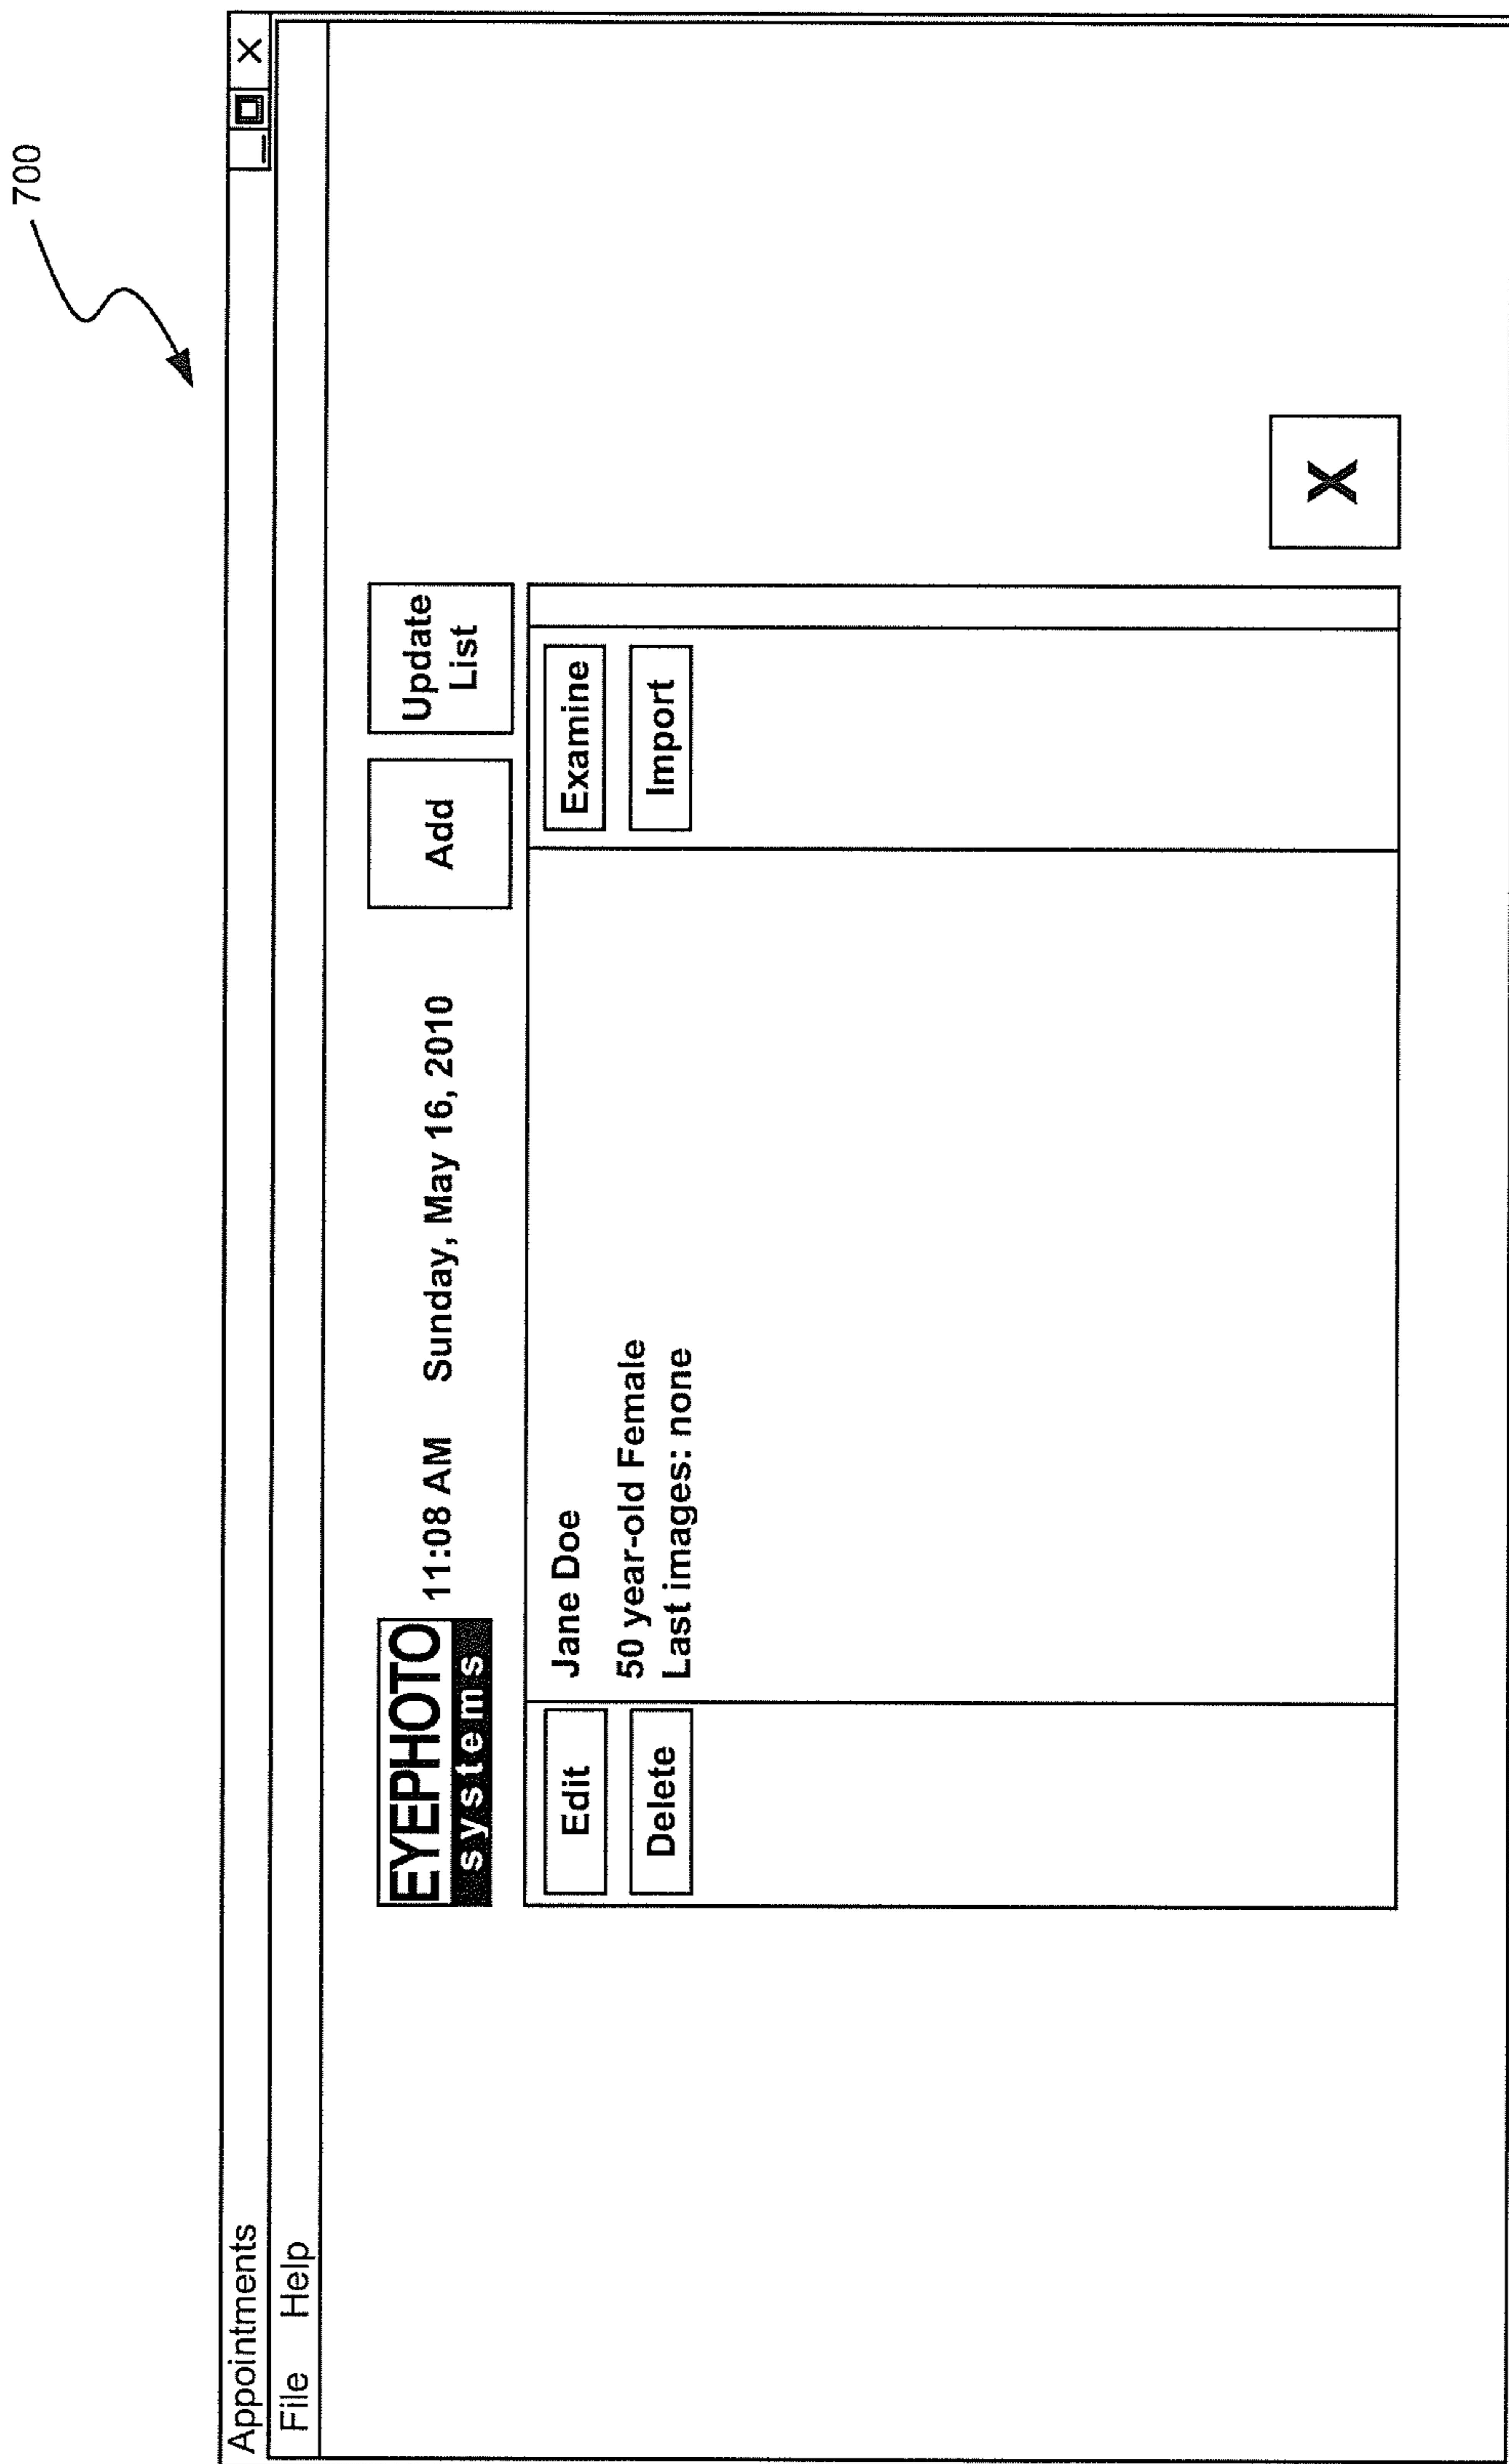 700
Appointments
File Help
EYEPHOTO
systems
11:08 AM Sunday, May 16, 2010
Add
Update
List
Edit
Jane Doe
Examine
Delete
50 year-old Female
Import
Last images: none
X